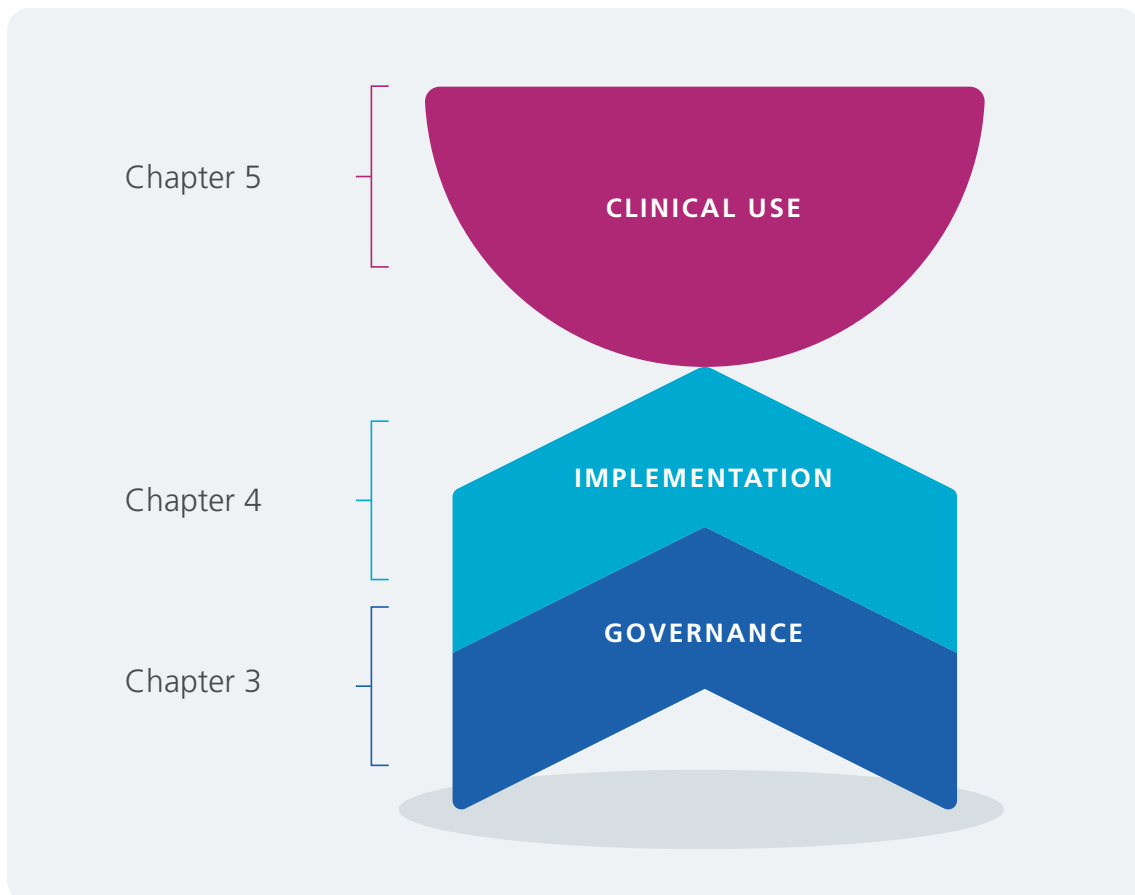 Chapter 5
CLINICAL USE
IMPLEMENTATION
Chapter 4
GOVERNANCE
Chapter 3